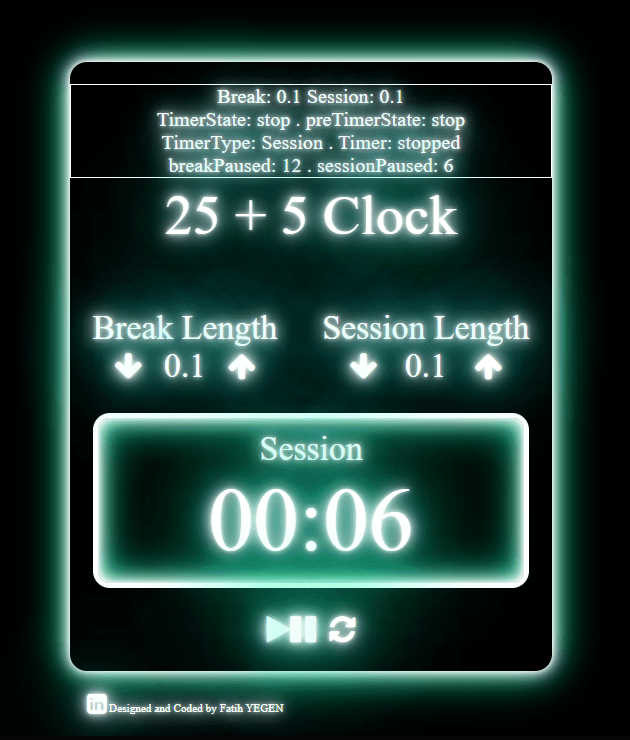 Break: 0.1 Session: 0.1
TimerState: stop . preTimerState: stop
TimerType: Session . Timer: stopped
breakPaused: 12 . sessionPaused: 6
25 + 5 Clock
Break Length
0.1
Session Length
0.1
Session
00:06
in Designed and Coded by Fatih YEGEN